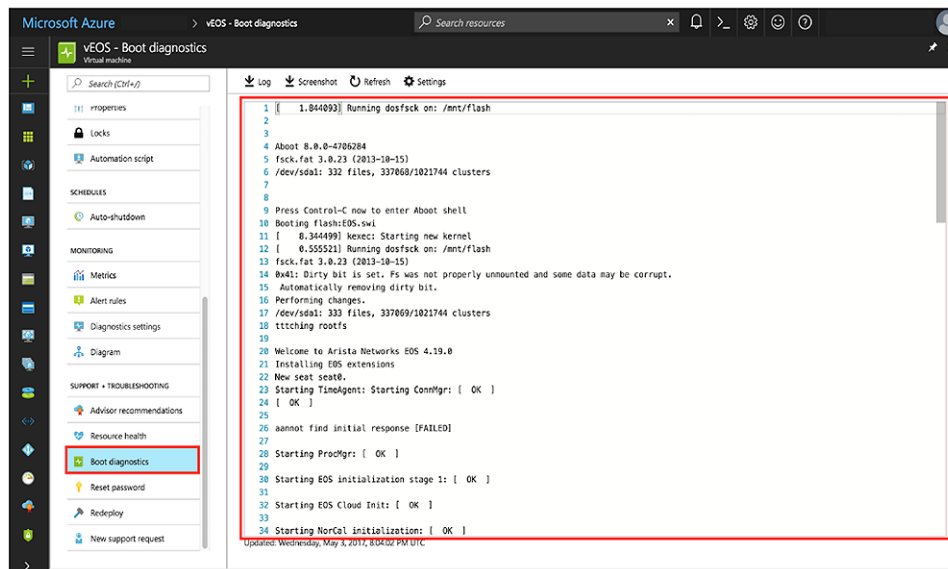 Microsoft Azure > vEOS - Boot diagnostics Search resources
vEOS - Boot diagnostics
Virtual machine
Search (Ctrl+/)
Properties
Locks
Automation script
SCHEDULES
Auto-shutdown
MONITORING
Metrics
Alert rules
Diagnostics settings
Diagram
SUPPORT + TROUBLESHOOTING
Advisor recommendations
Resource health
Boot diagnostics
Reset password
Redeploy
New support request
Log Screenshot Refresh Settings
1 [ 1.844093] Running dosfsck on: /mnt/flash
2
3
4 Aboot 8.0.0-4706284
5 fsck.fat 3.0.23 (2013-10-15)
6 /dev/sda1: 332 files, 337068/1021744 clusters
7
8
9 Press Control-C now to enter Aboot shell
10 Booting flash:EOS.swi
11 [ 8.344499] kexec: Starting new kernel
12 [ 0.555521] Running dosfsck on: /mnt/flash
13 fsck.fat 3.0.23 (2013-10-15)
14 0x41: Dirty bit is set. Fs was not properly unmounted and some data may be corrupt.
15 Automatically removing dirty bit.
16 Performing changes.
17 /dev/sda1: 333 files, 337069/1021744 clusters
18 tttching rootfs
19
20 Welcome to Arista Networks EOS 4.19.0
21 Installing EOS extensions
22 New seat seat0.
23 Starting TimeAgent: Starting ConnMgr: [ OK ]
24 [ OK ]
25
26 aannot find initial response [FAILED]
27
28 Starting ProcMgr: [ OK ]
29
30 Starting EOS initialization stage 1: [ OK ]
31
32 Starting EOS Cloud Init: [ OK ]
33
34 Starting NorCal initialization: [ OK ]
Updated: Wednesday, May 3, 2017, 8:04:02 PM UTC